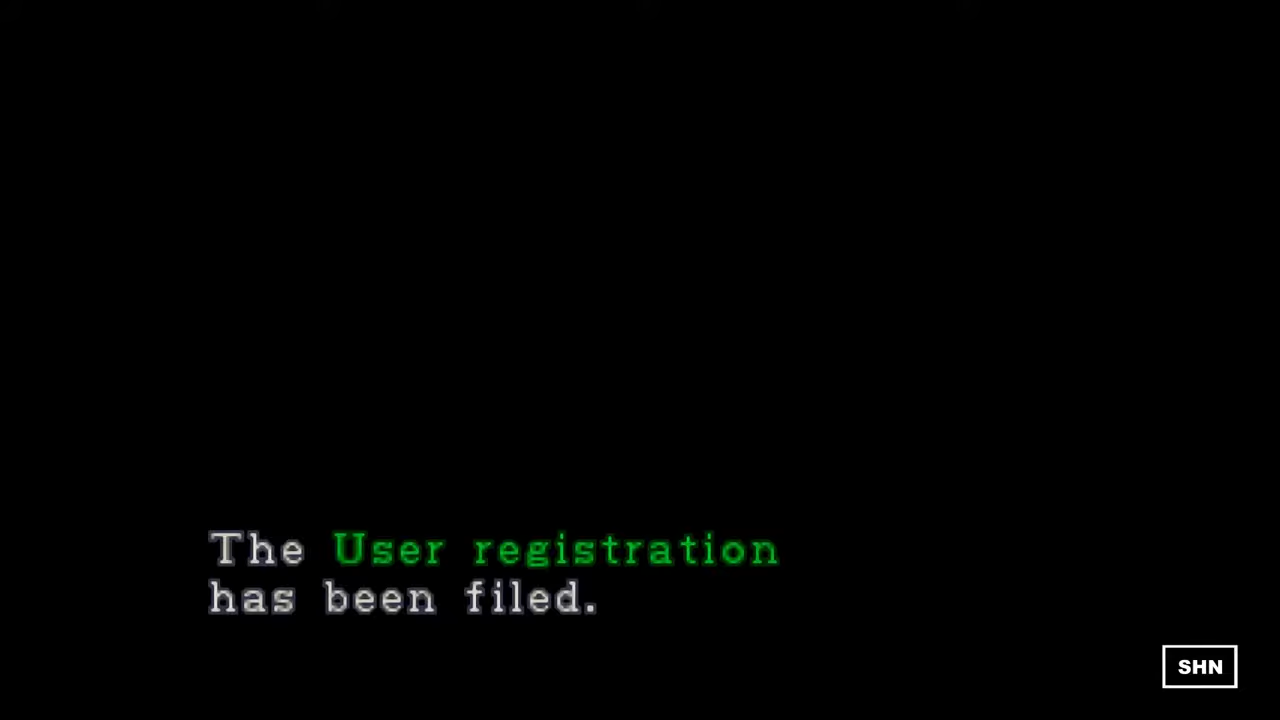 The User registration
has been filed.
SHN